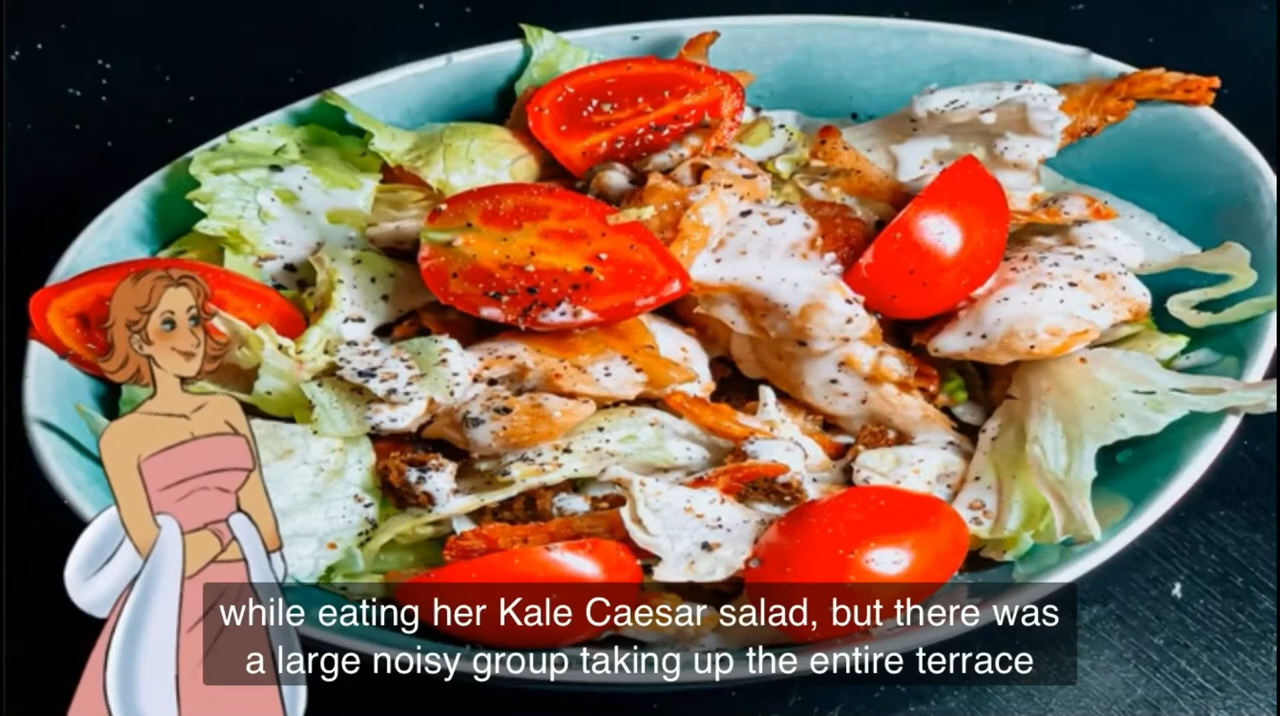 while eating her Kale Caesar salad, but there was
a large noisy group taking up the entire terrace